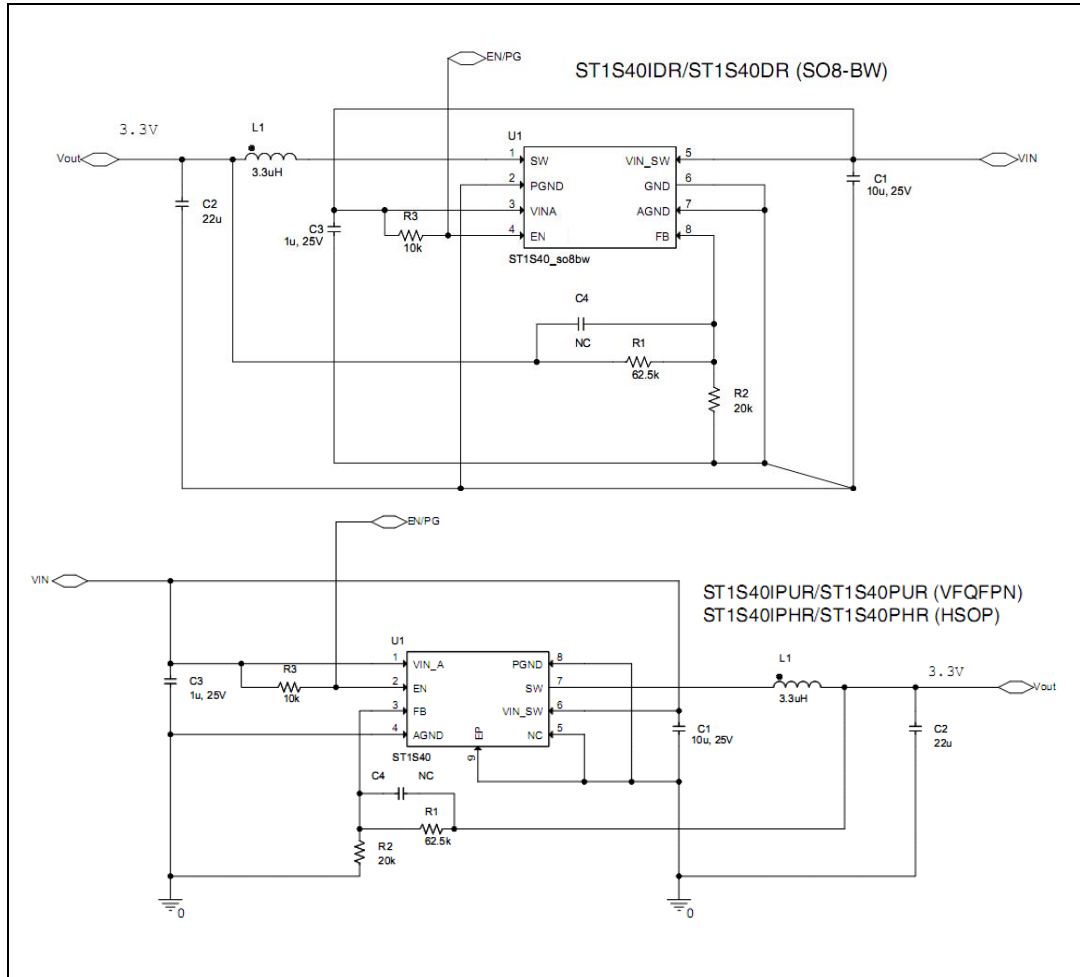 EN/PG
ST1S40IDR/ST1S40DR (SO8-BW)
3.3V
L1
U1
Vout
3.3uH
1
SW
VIN_SW
5
VIN
C2
22u
2
PGND
GND
6
C1
10u, 25V
3
VINA
AGND
7
C3
1u, 25V
R3
10k
4
EN
FB
8
ST1S40_so8bw
C4
NC
R1
62.5k
R2
20k
EN/PG
VIN
ST1S40IPUR/ST1S40PUR (VFQFPN)
ST1S40IPHR/ST1S40PHR (HSOP)
U1
1
VIN_A
PGND
8
L1
3.3V
C3
1u, 25V
R3
10k
2
EN
SW
7
3.3uH
Vout
3
FB
VIN_SW
6
4
AGND
EP
NC
5
C1
10u, 25V
C2
22u
ST1S40
9
C4
NC
R1
62.5k
R2
20k
0
0